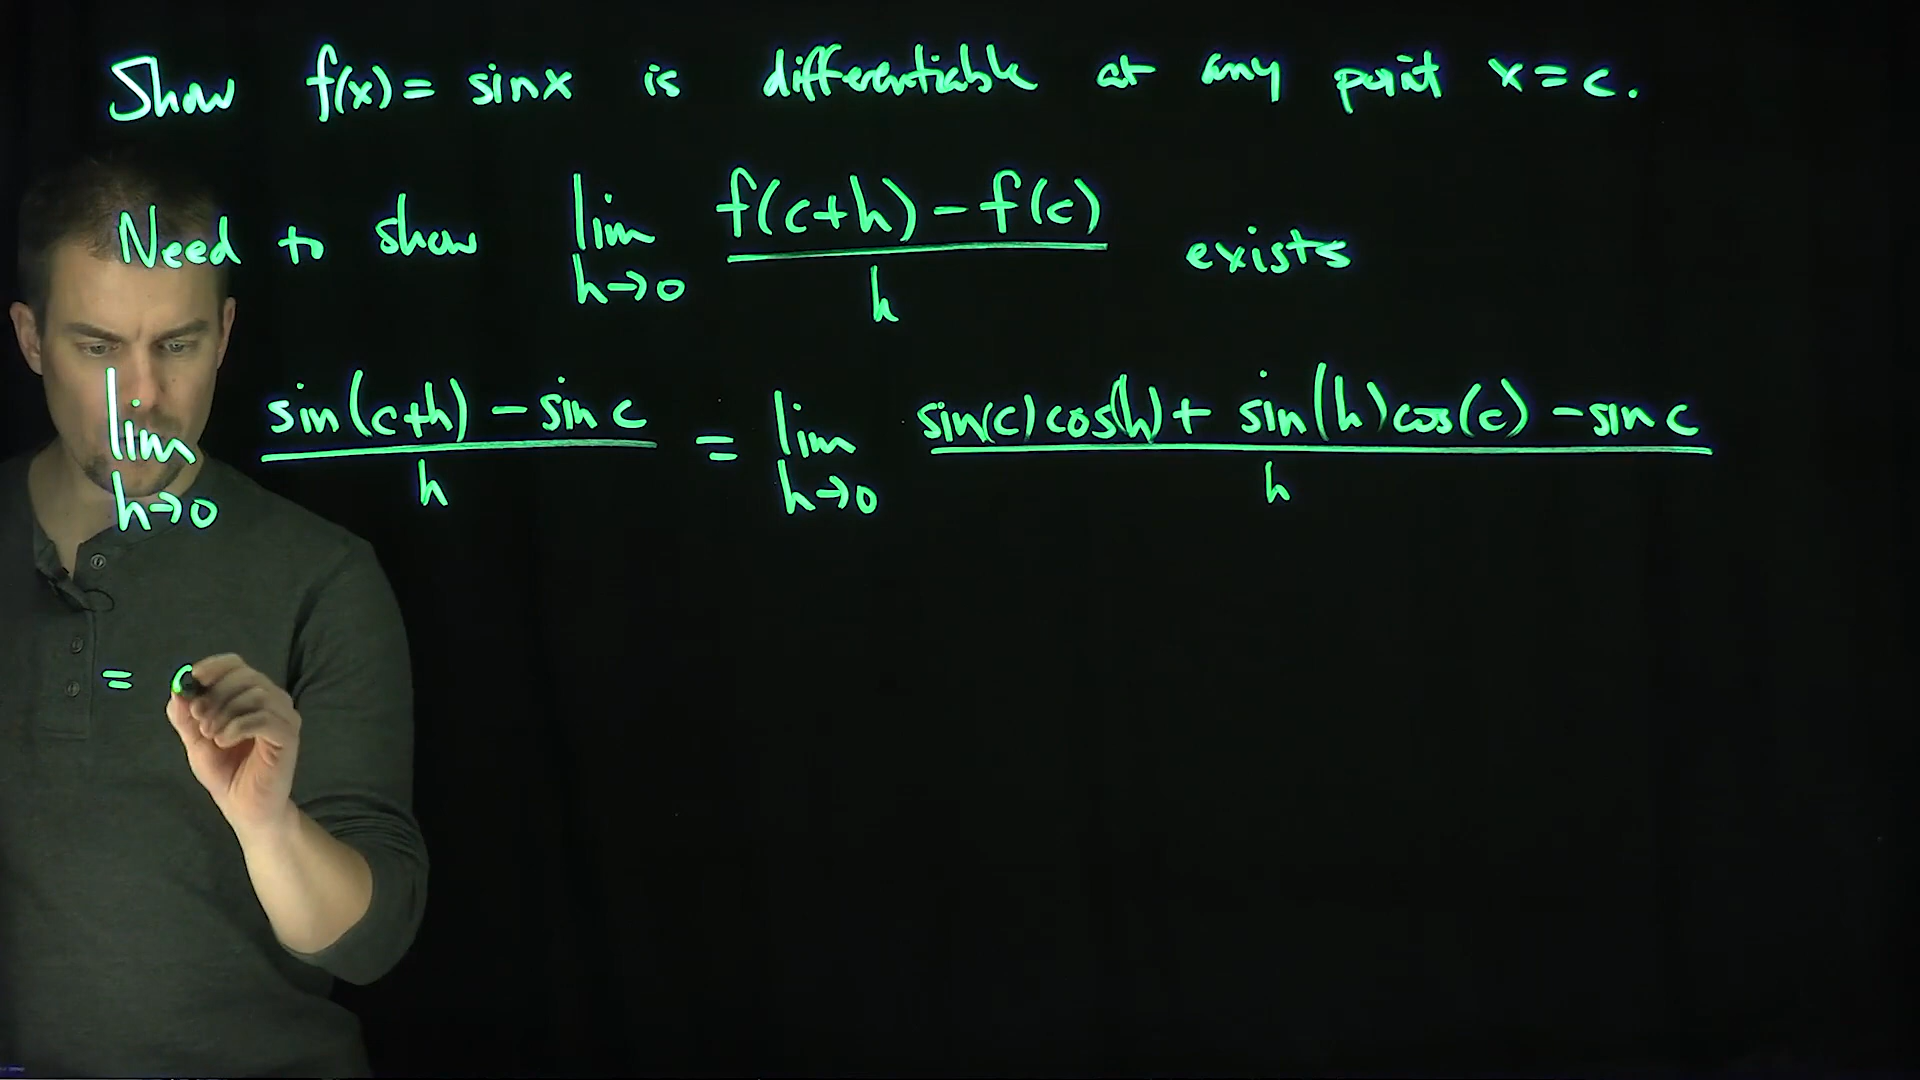 Show f(x) = sinx is differentiable at any point x = c.
Need to show lim h→0 f(c+h) - f(c) / h exists
lim h→0 sin(c+h) - sin c / h = lim h→0 sin(c) cos(h) + sin(h) cos(c) - sin c / h
= c